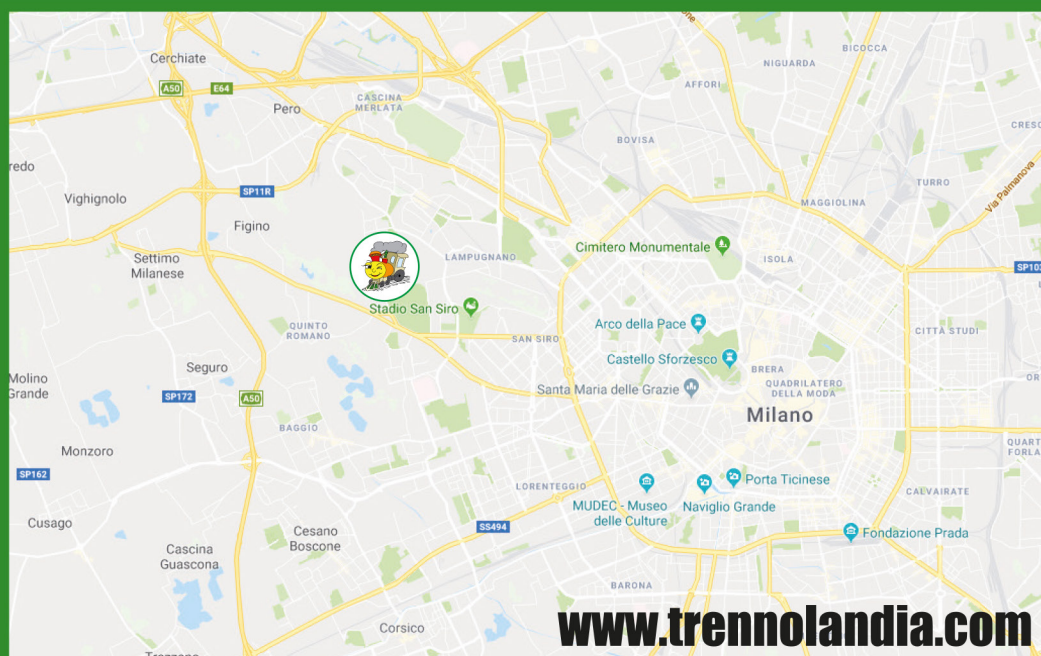 Cerchiate
BICOCCA
NIGUARDA
AFFORI
A50
E64
CASCINA
MERLATA
Pero
CRESC
BOVISA
redo
Via Palmanova
TURRO
SP11R
Vighignolo
MAGGIOLINA
Figino
Cimitero Monumentale
LAMPUGNANO
ISOLA
Settimo
Milanese
SP103
Stadio San Siro
Arco della Pace
QUINTO
ROMANO
CITTÀ STUDI
SAN SIRO
Castello Sforzesco
Seguro
BRERA
Molino
Grande
QUADRILATERO
DELLA MODA
Santa Maria delle Grazie
SP172
A50
Milano
BAGGIO
QUART
FORLA
Monzoro
SP162
Porta Ticinese
LORENTEGGIO
CALVAIRATE
MUDEC - Museo
delle Culture
Naviglio Grande
Cusago
SS494
Cesano
Boscone
Fondazione Prada
Cascina
Guascona
BARONA
Corsico
www.trennolandia.com